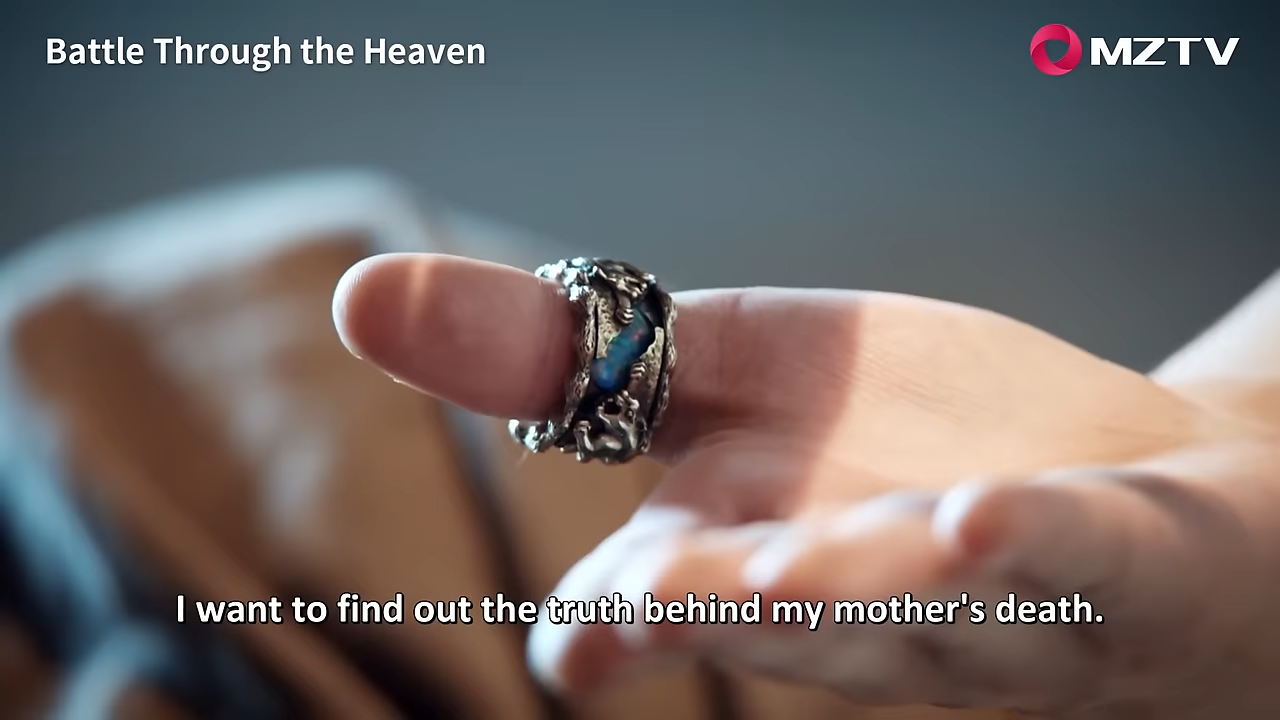 Battle Through the Heaven
MZTV
I want to find out the truth behind my mother's death.